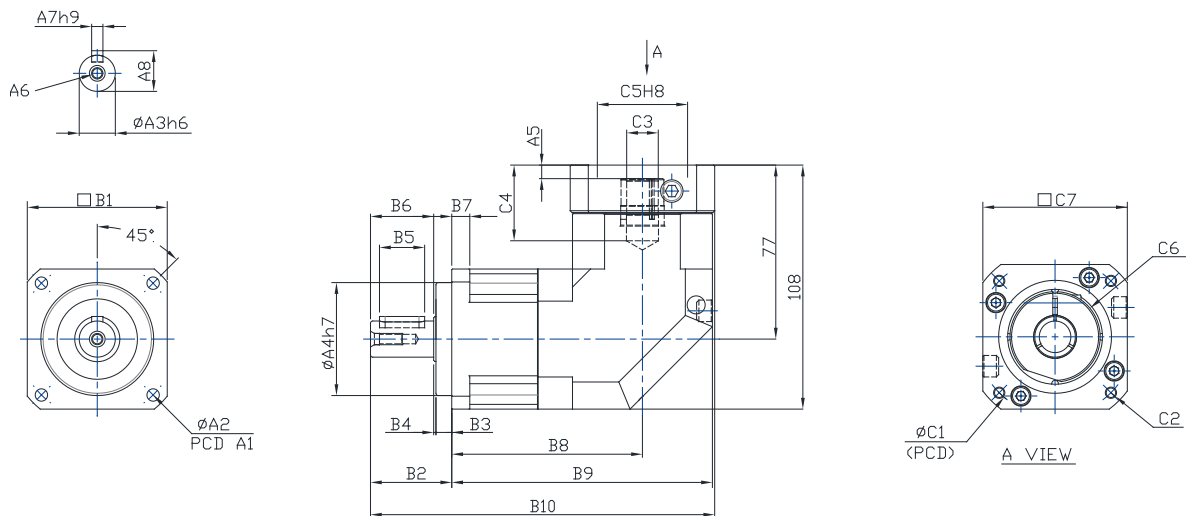 A7h9
A8
A6
ØA3h6
A
C5H8
C3
A5
C4
□B1
45°
B6
B7
B5
ØA4h7
77
108
□C7
C6
B4
B3
ØA2
PCD A1
B8
B2
B9
B10
ØC1
(PCD)
C2
A VIEW